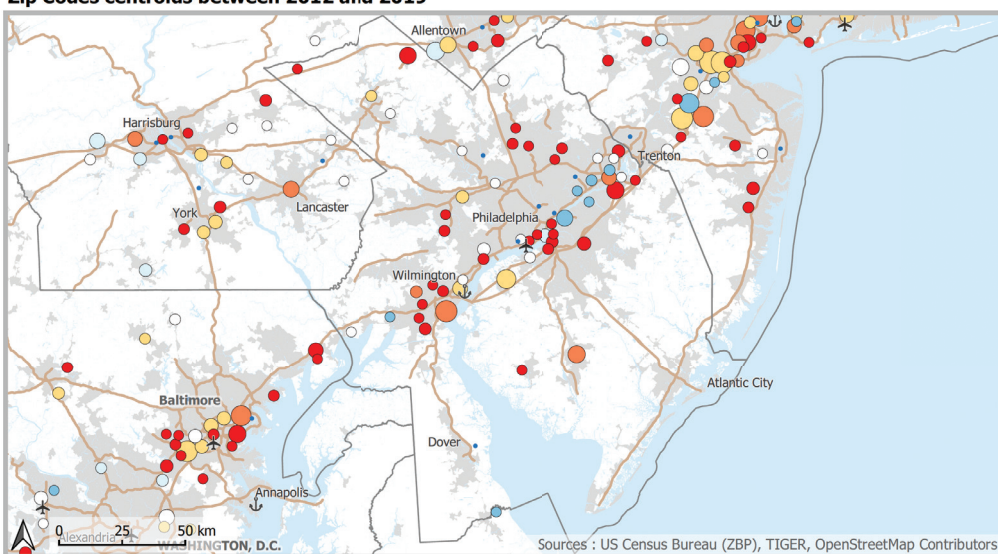 Zip Codes centroids between 2012 and 2019
Allentown
Harrisburg
Trenton
Lancaster
York
Philadelphia
Wilmington
Atlantic City
Baltimore
Dover
Annapolis
0 25 50 km
Alexandria
WASHINGTON, D.C.
Sources : US Census Bureau (ZBP), TIGER, OpenStreetMap Contributors